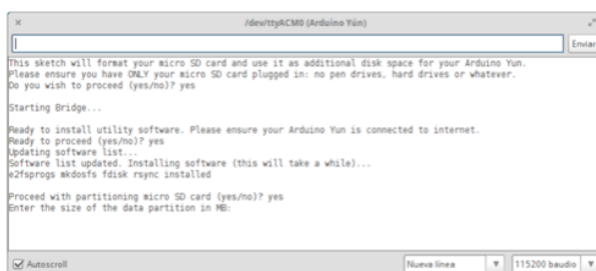 /dev/ttyACM0 (Arduino Yún)
Enviar
This sketch will format your micro SD card and use it as additional disk space for your Arduino Yun.
Please ensure you have ONLY your micro SD card plugged in: no pen drives, hard drives or whatever.
Do you wish to proceed (yes/no)? yes
Starting Bridge...
Ready to install utility software. Please ensure your Arduino Yun is connected to internet.
Ready to proceed (yes/no)? yes
Updating software list...
Software list updated. Installing software (this will take a while)...
e2fsprogs mkdosfs fdisk rsync installed
Proceed with partitioning micro SD card (yes/no)? yes
Enter the size of the data partition in MB:
Autoscroll
Nueva línea
115200 baudio